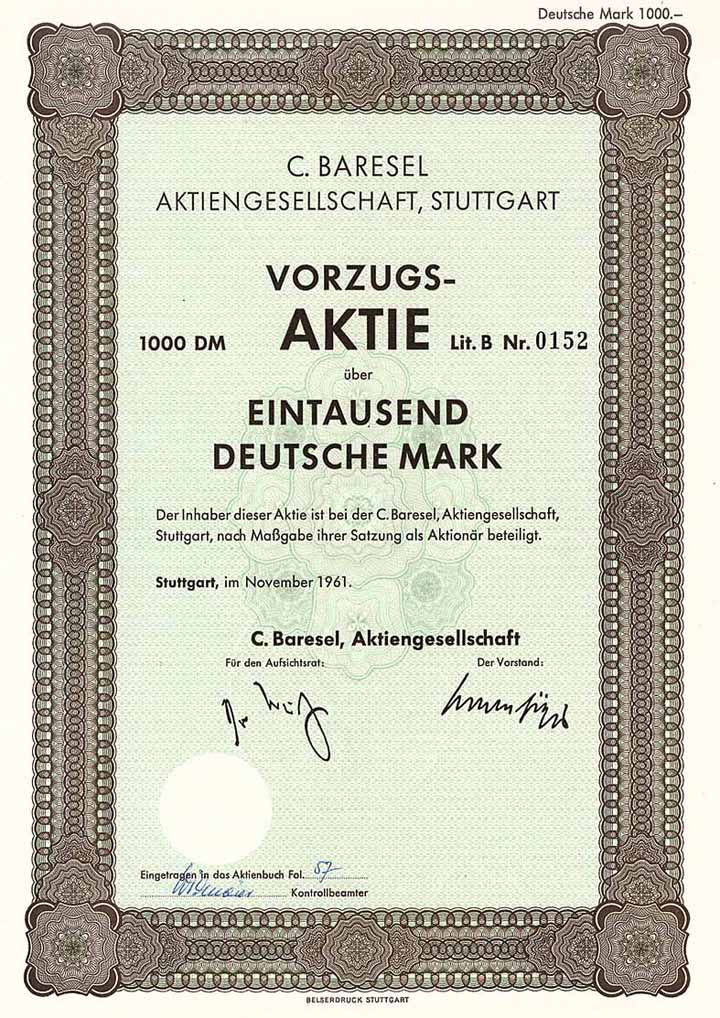 Deutsche Mark 1000.–
C. BARESEL
AKTIENGESELLSCHAFT, STUTTGART
VORZUGS-
1000 DM AKTIE Lit. B Nr. 0152
über
EINTAUSEND
DEUTSCHE MARK
Der Inhaber dieser Aktie ist bei der C. Baresel, Aktiengesellschaft,
Stuttgart, nach Maßgabe ihrer Satzung als Aktionär beteiligt.
Stuttgart, im November 1961.
C. Baresel, Aktiengesellschaft
Für den Aufsichtsrat: Der Vorstand:
Eingetragen in das Aktienbuch Fol. 57
Kontrollbeamter
BELSERDRUCK STUTTGART